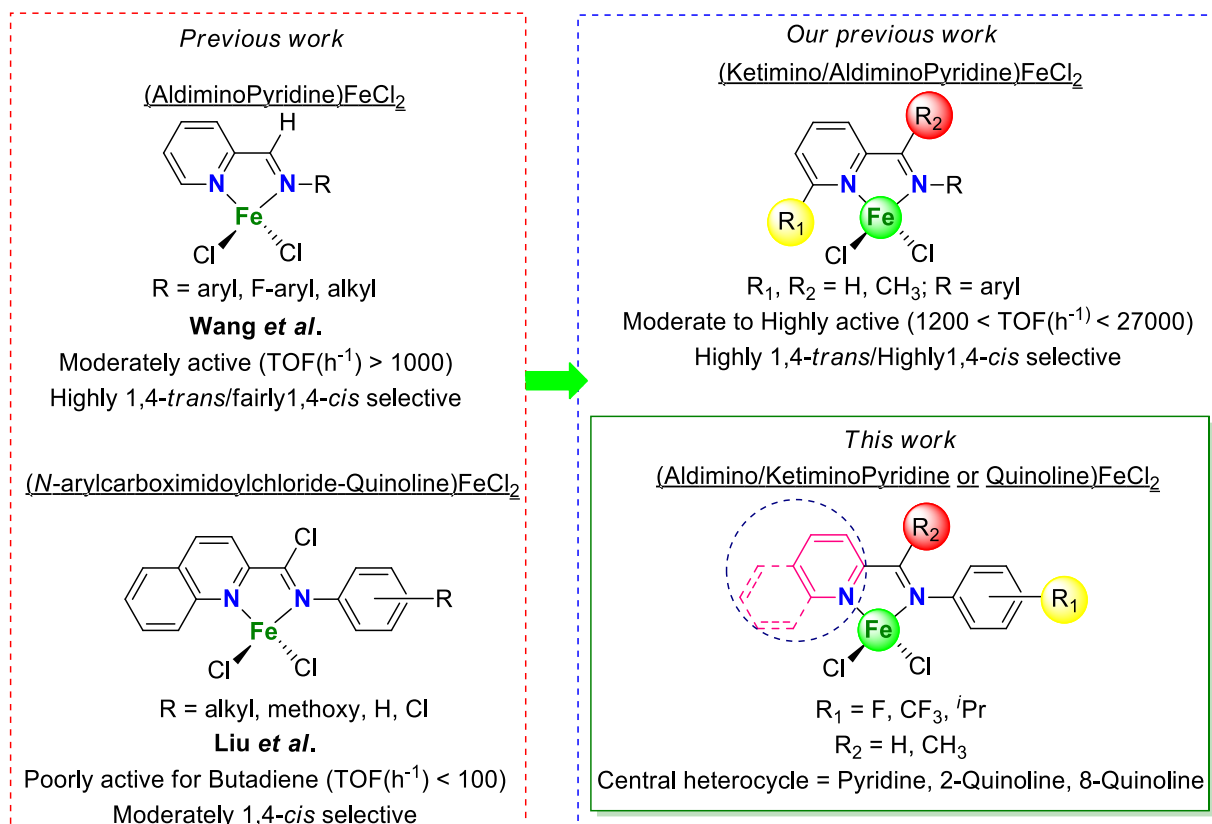 Previous work
(AldiminoPyridine)FeCl2
H
N
N
R
Fe
Cl
Cl
R = aryl, F-aryl, alkyl
Wang et al.
Moderately active (TOF(h-1) > 1000)
Highly 1,4-trans/fairly1,4-cis selective
(N-arylcarboximidoylchloride-Quinoline)FeCl2
Cl
N
N
R
Fe
Cl
Cl
R = alkyl, methoxy, H, Cl
Liu et al.
Poorly active for Butadiene (TOF(h-1) < 100)
Moderately 1,4-cis selective
Our previous work
(Ketimino/AldiminoPyridine)FeCl2
R2
N
N
R
R1
Fe
Cl
Cl
R1, R2 = H, CH3; R = aryl
Moderate to Highly active (1200 < TOF(h-1) < 27000)
Highly 1,4-trans/Highly1,4-cis selective
This work
(Aldimino/KetiminoPyridine or Quinoline)FeCl2
R2
N
N
R1
Fe
Cl
Cl
R1 = F, CF3, iPr
R2 = H, CH3
Central heterocycle = Pyridine, 2-Quinoline, 8-Quinoline